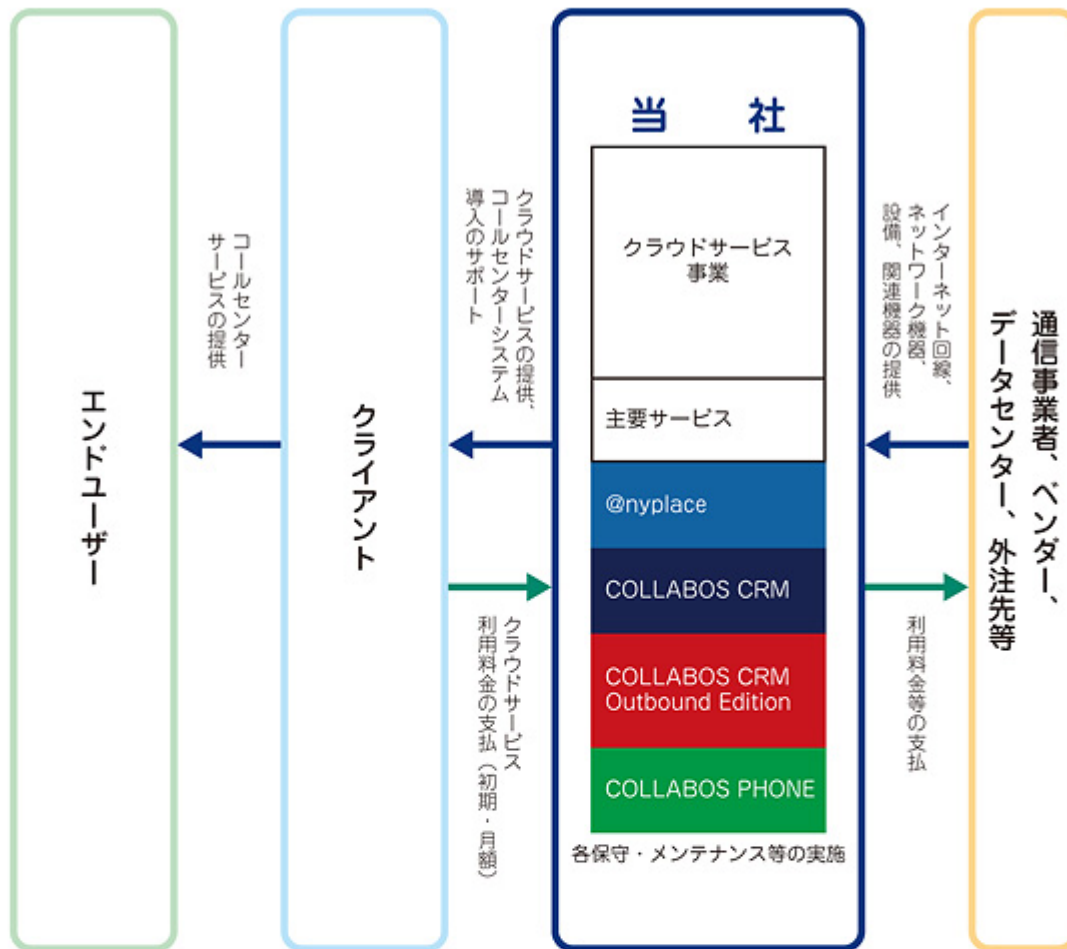 エンドユーザー
コールセンター
サービスの提供
クライアント
クラウドサービスの提供、
コールセンターシステム
導入のサポート
クラウドサービス
利用料金の支払（初期・月額）
当　社
クラウドサービス
事業
主要サービス
@nyplace
COLLABOS CRM
COLLABOS CRM
Outbound Edition
COLLABOS PHONE
各保守・メンテナンス等の実施
インターネット回線、
ネットワーク機器、
設備、関連機器の提供
利用料金等の支払
通信事業者、ベンダー、
データセンター、外注先等